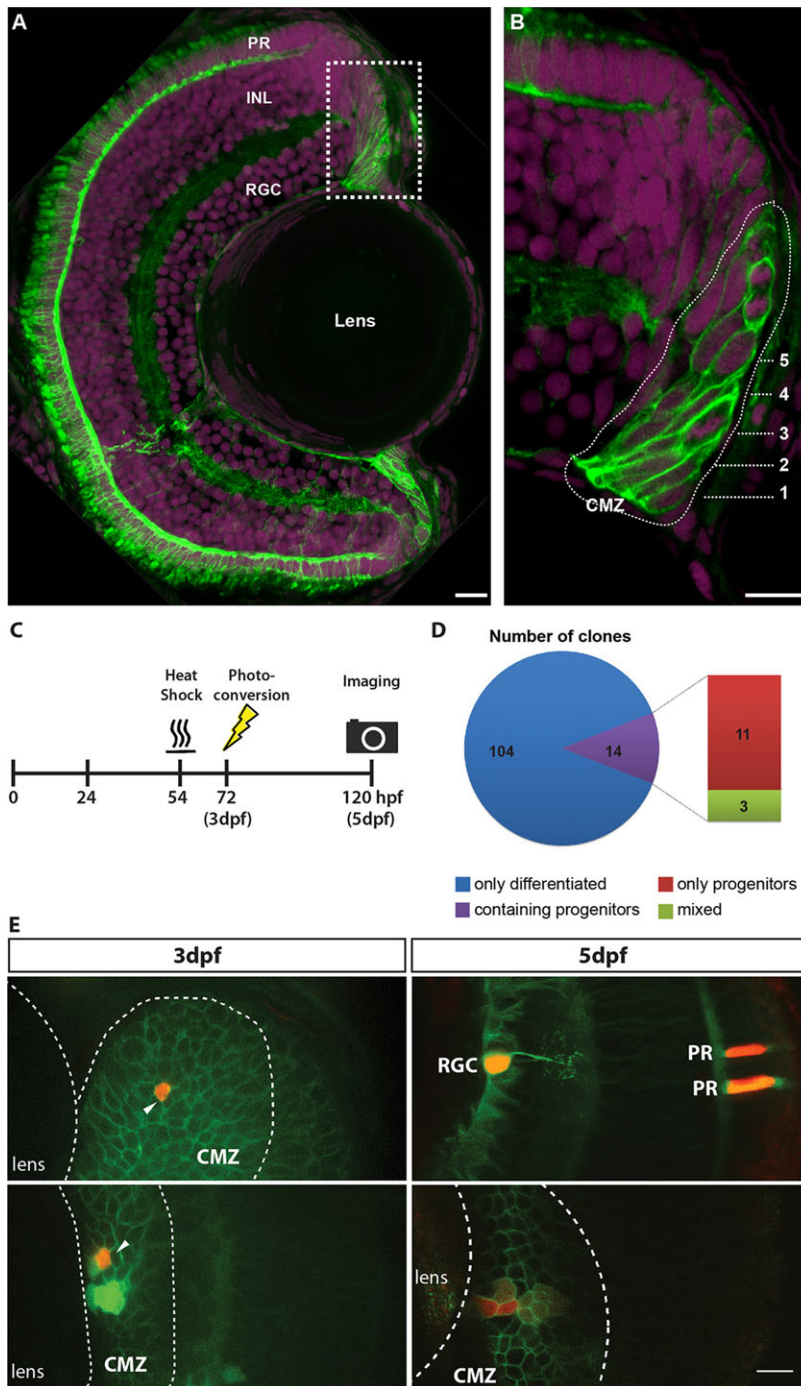 A
PR
INL
RGC
Lens
B
5
4
3
2
1
CMZ
C
Heat
Shock
Photo-
conversion
Imaging
0
24
54
72
(3dpf)
120 hpf
(5dpf)
D
Number of clones
104
14
11
3
only differentiated
only progenitors
containing progenitors
mixed
E
3dpf
5dpf
lens
CMZ
RGC
PR
PR
lens
CMZ
lens
CMZ